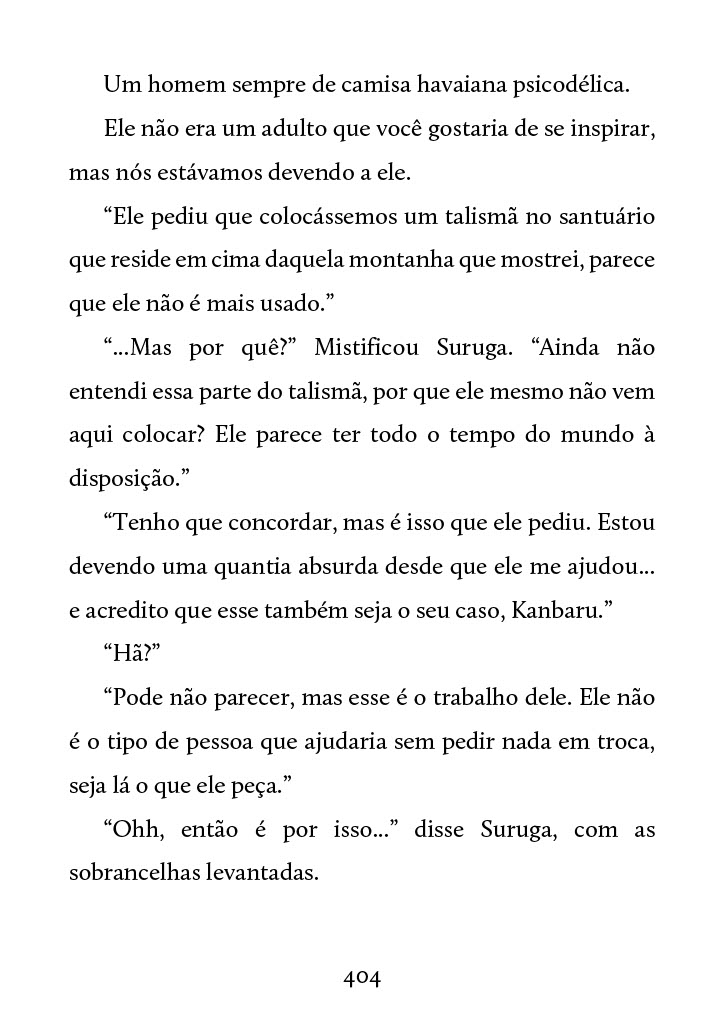 Um homem sempre de camisa havaiana psicodélica.
Ele não era um adulto que você gostaria de se inspirar,
mas nós estávamos devendo a ele.
“Ele pediu que colocássemos um talismã no santuário
que reside em cima daquela montanha que mostrei, parece
que ele não é mais usado.”
“...Mas por quê?” Mistificou Suruga. “Ainda não
entendi essa parte do talismã, por que ele mesmo não vem
aqui colocar? Ele parece ter todo o tempo do mundo à
disposição.”
“Tenho que concordar, mas é isso que ele pediu. Estou
devendo uma quantia absurda desde que ele me ajudou...
e acredito que esse também seja o seu caso, Kanbaru.”
“Hã?”
“Pode não parecer, mas esse é o trabalho dele. Ele não
é o tipo de pessoa que ajudaria sem pedir nada em troca,
seja lá o que ele peça.”
“Ohh, então é por isso...” disse Suruga, com as
sobrancelhas levantadas.
404